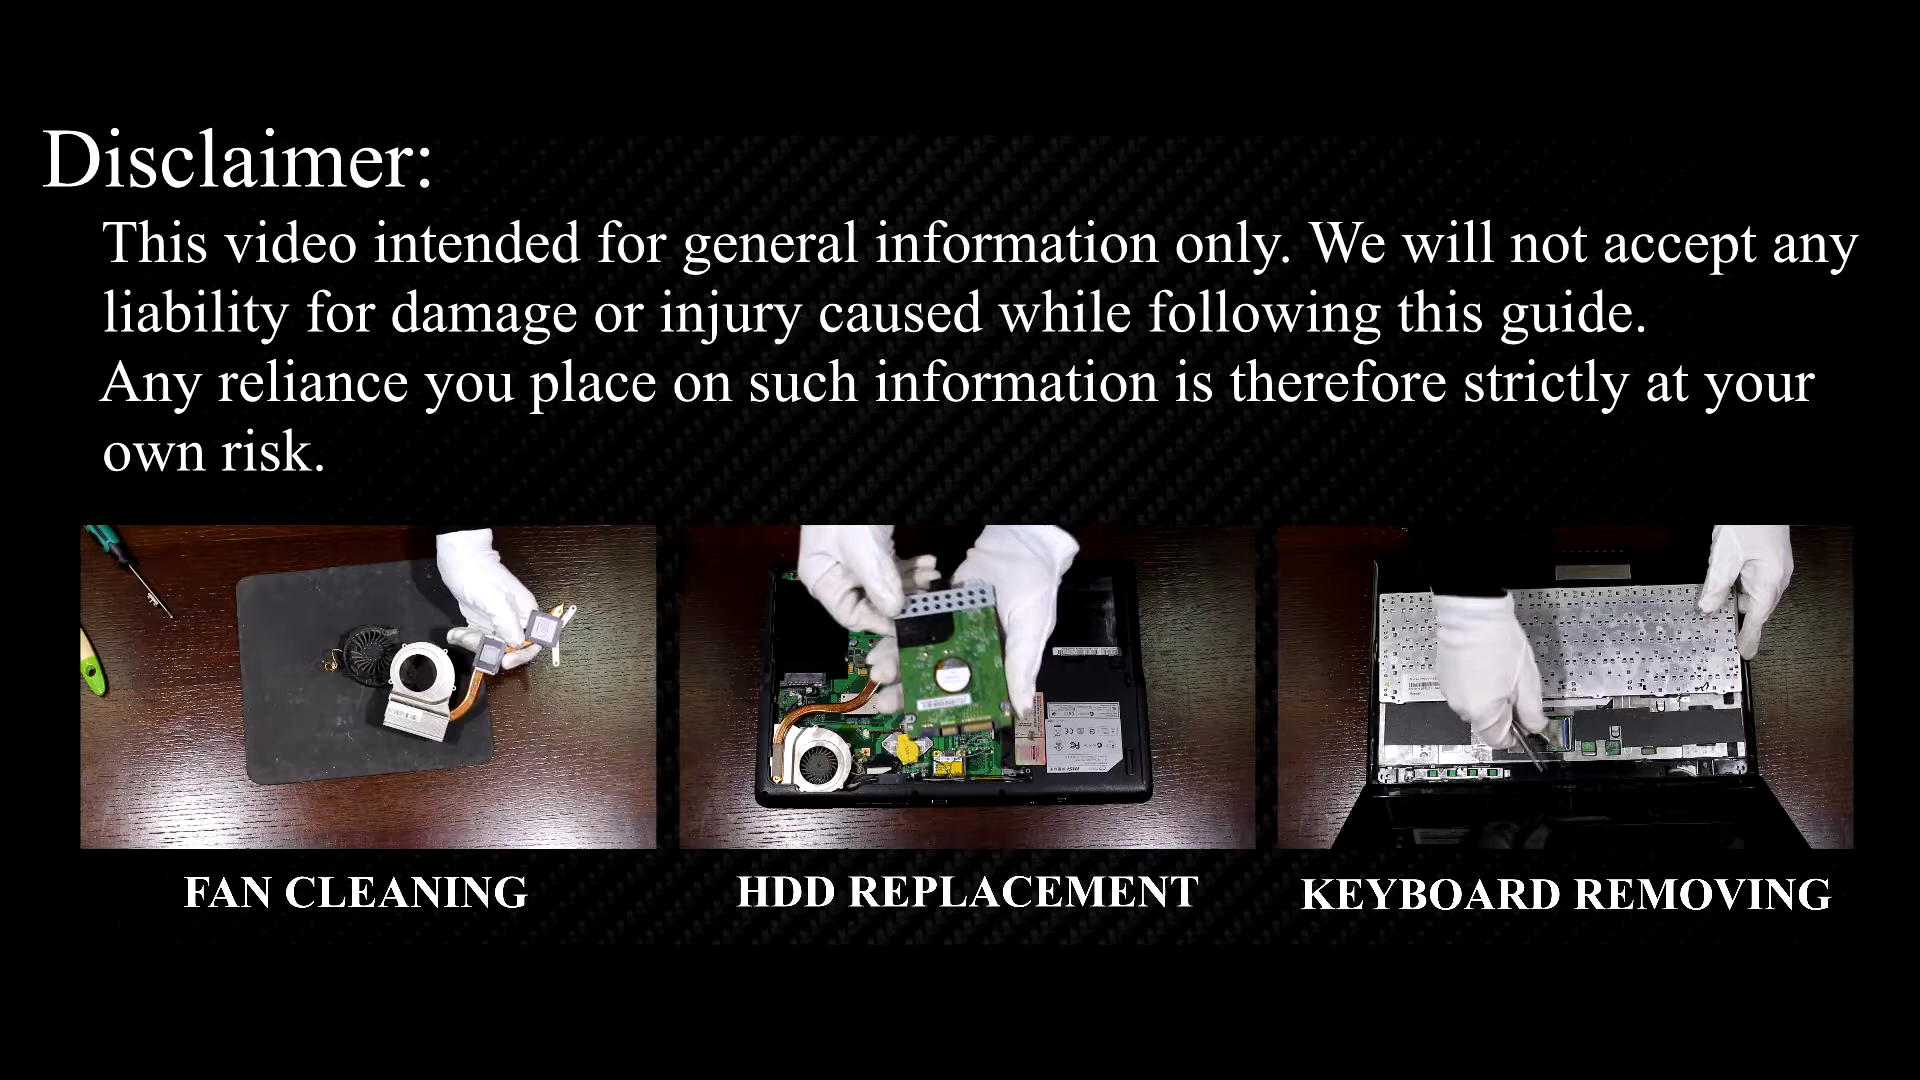 Disclaimer:
This video intended for general information only. We will not accept any
liability for damage or injury caused while following this guide.
Any reliance you place on such information is therefore strictly at your
own risk.
FAN CLEANING
HDD REPLACEMENT
KEYBOARD REMOVING